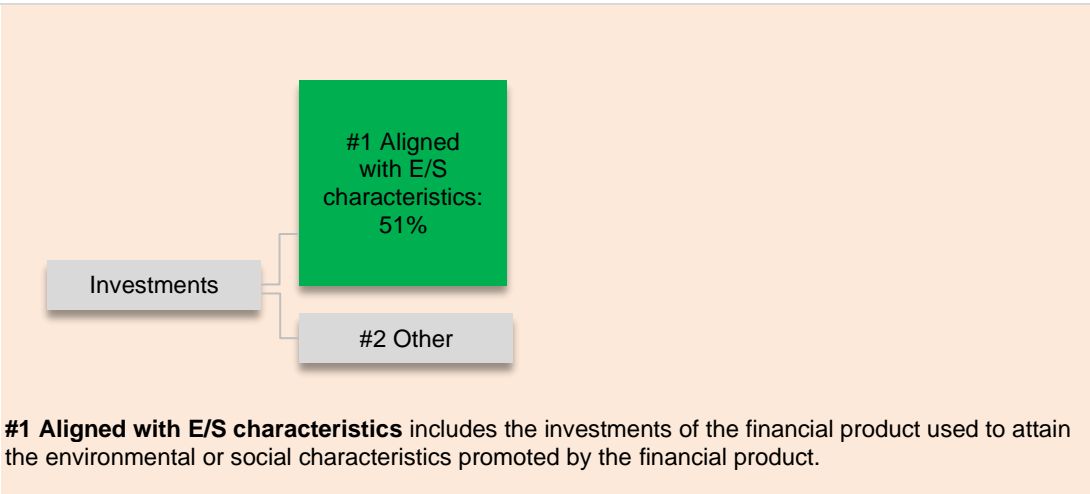 #1 Aligned
with E/S
characteristics:
51%
Investments
#2 Other
#1 Aligned with E/S characteristics includes the investments of the financial product used to attain
the environmental or social characteristics promoted by the financial product.